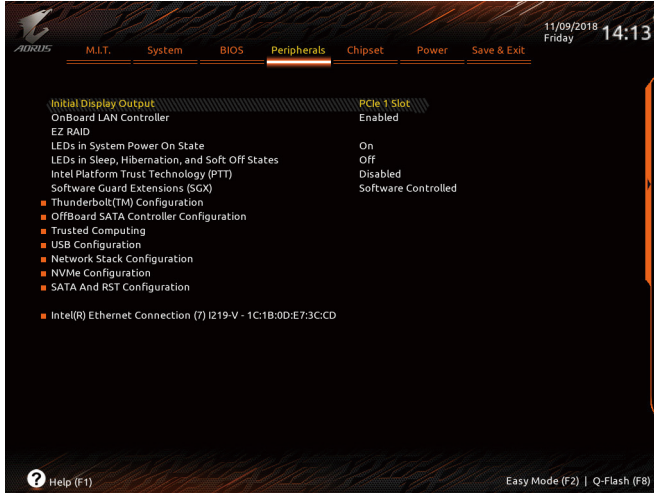 11/09/2018
Friday
14:13
AORUS
M.I.T. System BIOS Peripherals Chipset Power Save & Exit
Initial Display Output PCIe 1 Slot
OnBoard LAN Controller Enabled
EZ RAID
LEDs in System Power On State On
LEDs in Sleep, Hibernation, and Soft Off States Off
Intel Platform Trust Technology (PTT) Disabled
Software Guard Extensions (SGX) Software Controlled
Thunderbolt(TM) Configuration
OffBoard SATA Controller Configuration
Trusted Computing
USB Configuration
Network Stack Configuration
NVMe Configuration
SATA And RST Configuration
Intel(R) Ethernet Connection (7) I219-V - 1C:1B:0D:E7:3C:CD
? Help (F1) Easy Mode (F2) | Q-Flash (F8)